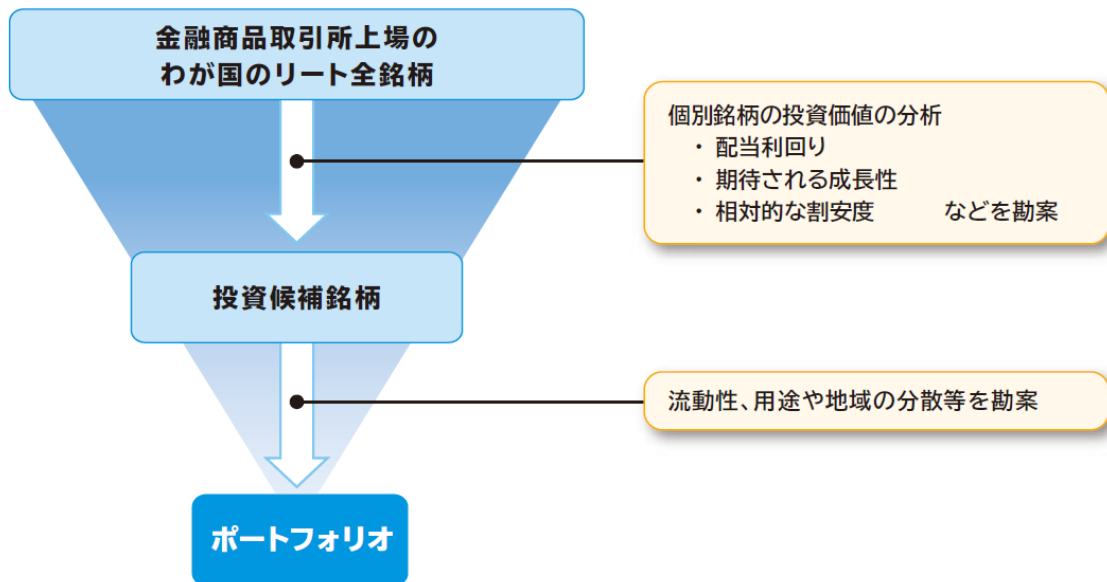 金融商品取引所上場の
わが国のリート全銘柄
個別銘柄の投資価値の分析
・ 配当利回り
・ 期待される成長性
・ 相対的な割安度　　　などを勘案
投資候補銘柄
流動性、用途や地域の分散等を勘案
ポートフォリオ